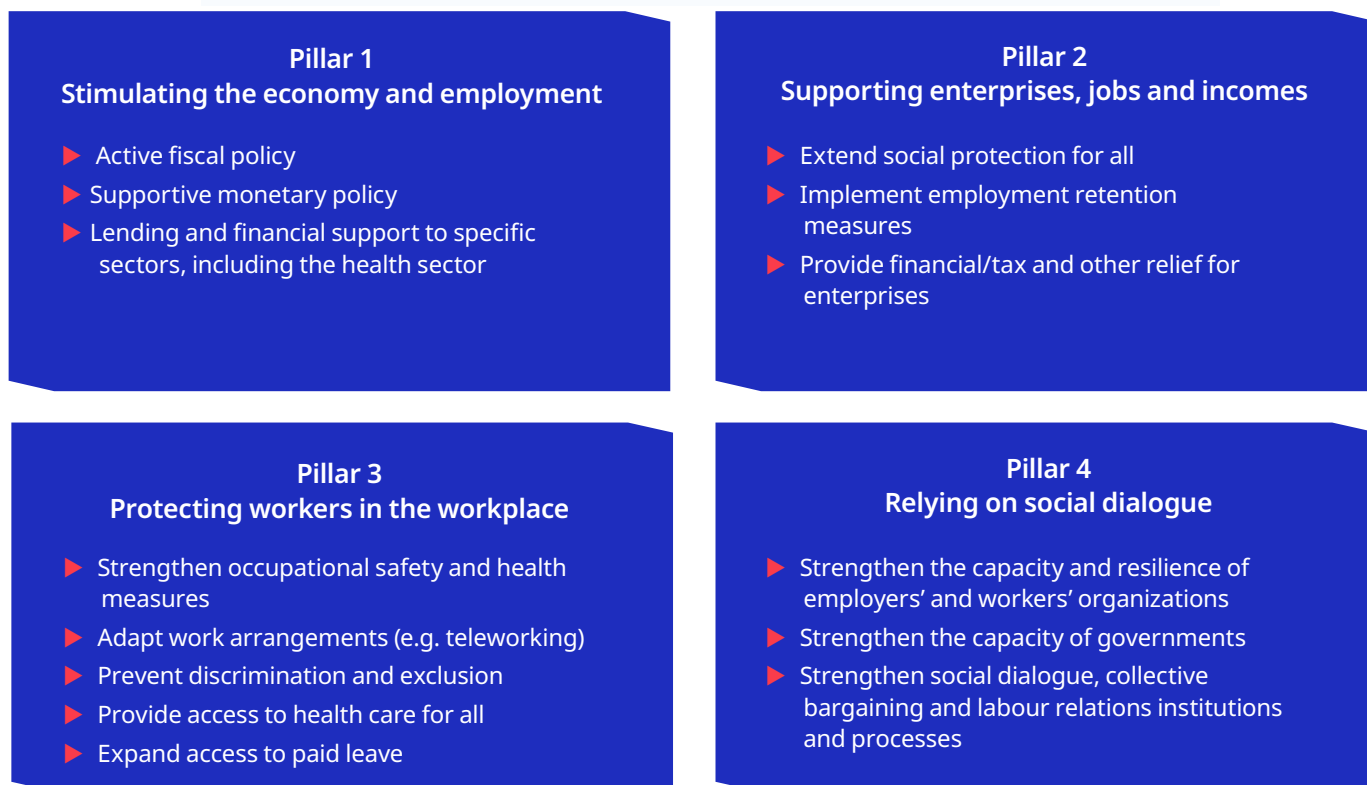 Pillar 1
Stimulating the economy and employment
▶ Active fiscal policy
▶ Supportive monetary policy
▶ Lending and financial support to specific
sectors, including the health sector
Pillar 2
Supporting enterprises, jobs and incomes
▶ Extend social protection for all
▶ Implement employment retention
measures
▶ Provide financial/tax and other relief for
enterprises
Pillar 3
Protecting workers in the workplace
▶ Strengthen occupational safety and health
measures
▶ Adapt work arrangements (e.g. teleworking)
▶ Prevent discrimination and exclusion
▶ Provide access to health care for all
▶ Expand access to paid leave
Pillar 4
Relying on social dialogue
▶ Strengthen the capacity and resilience of
employers’ and workers’ organizations
▶ Strengthen the capacity of governments
▶ Strengthen social dialogue, collective
bargaining and labour relations institutions
and processes